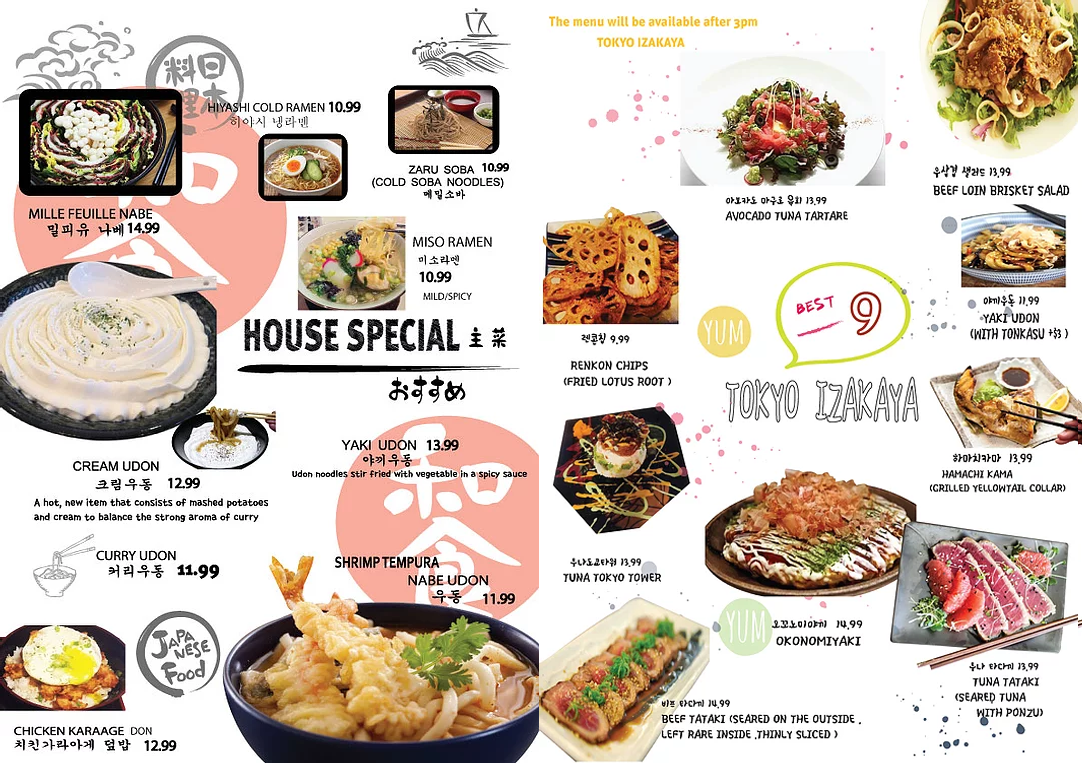 日本料理
MILLE FEUILLE NABE
밀피유 나베 14.99
HIYASHI COLD RAMEN 10.99
히야시 냉라멘
ZARU SOBA 10.99
(COLD SOBA NOODLES)
메밀소바
MISO RAMEN
미소라멘
10.99
MILD/SPICY
和食
HOUSE SPECIAL 主菜
おすすめ
CREAM UDON
크림우동 12.99
A hot, new item that consists of mashed potatoes
and cream to balance the strong aroma of curry
YAKI UDON 13.99
야끼우동
Udon noodles stir fried with vegetable in a spicy sauce
和食
CURRY UDON
커리우동 11.99
SHRIMP TEMPURA
NABE UDON
우동 11.99
JAPANESE
Food
CHICKEN KARAAGE DON
치킨가라아게 덮밥 12.99
The menu will be available after 3pm
TOKYO IZAKAYA
아보카도 마구로 육회 13.99
AVOCADO TUNA TARTARE
우삼겹 샐러드 13.99
BEEF LOIN BRISKET SALAD
렌콘칩 9.99
RENKON CHIPS
(FRIED LOTUS ROOT )
YUM
BEST 9
TOKYO IZAKAYA
야끼우동 11.99
YAKI UDON
(WITH TONKASU +$3 )
하마치카마 13.99
HAMACHI KAMA
(GRILLED YELLOWTAIL COLLAR)
투나도쿄타워 13.99
TUNA TOKYO TOWER
YUM
오꼬노미야끼 14.99
OKONOMIYAKI
투나 타다끼 13.99
TUNA TATAKI
(SEARED TUNA
WITH PONZU)
비프 타다끼 14.99
BEEF TATAKI (SEARED ON THE OUTSIDE ,
LEFT RARE INSIDE ,THINLY SLICED )